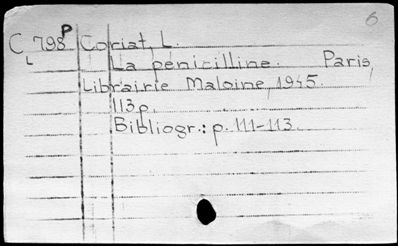 6
C 798 P Coriat, L.
L
La pénicilline. Paris,
Librairie Maloine, 1945.
113 p.
Bibliogr.: p. 111-113.